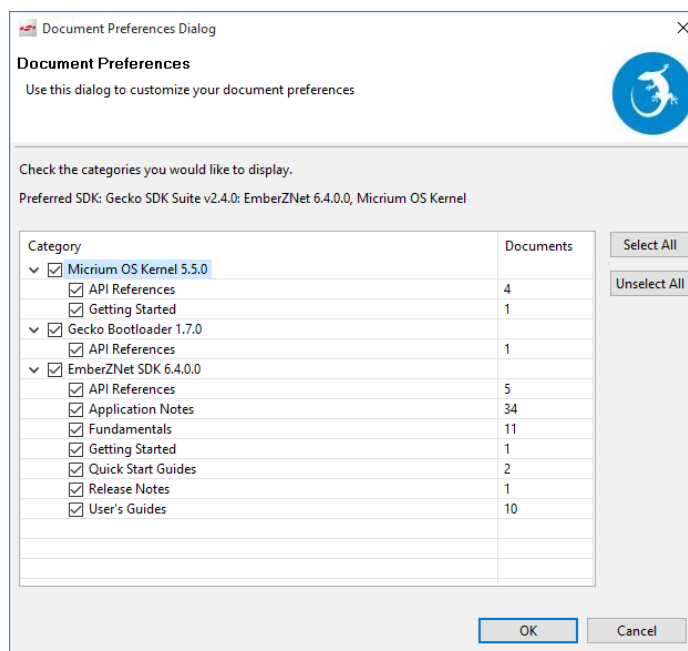 Document Preferences Dialog
Document Preferences
Use this dialog to customize your document preferences
Check the categories you would like to display.
Preferred SDK: Gecko SDK Suite v2.4.0: EmberZNet 6.4.0.0, Micrium OS Kernel
Category Documents
Micrium OS Kernel 5.5.0
API References 4
Getting Started 1
Gecko Bootloader 1.7.0
API References 1
EmberZNet SDK 6.4.0.0
API References 5
Application Notes 34
Fundamentals 11
Getting Started 1
Quick Start Guides 2
Release Notes 1
User's Guides 10
Select All
Unselect All
OK Cancel